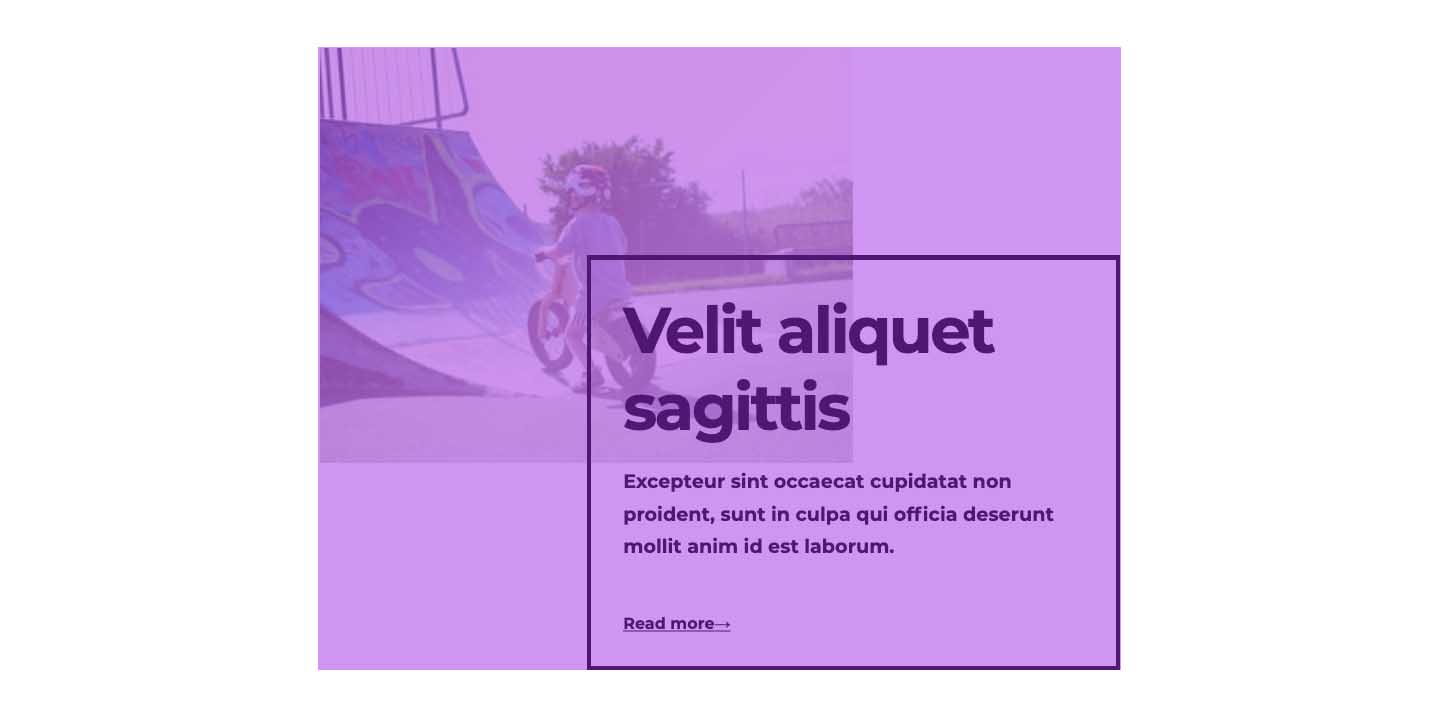 Velit aliquet
sagittis
Excepteur sint occaecat cupidatat non
proident, sunt in culpa qui officia deserunt
mollit anim id est laborum.
Read more→